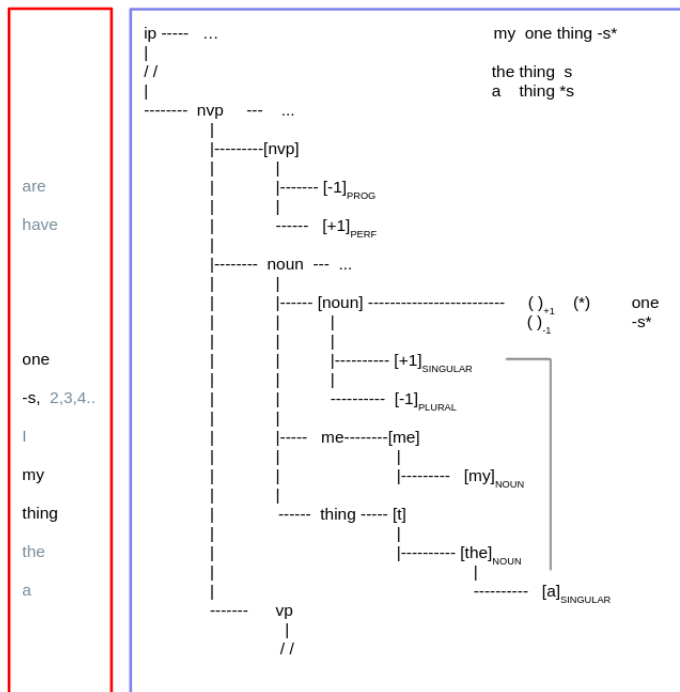 ip ----- ... my one thing -s*
|
/ / the thing s
| a thing *s
-------- nvp --- ...
|
|---------[nvp]
| |
are |------- [-1]PROG
| |
have ------ [+1]PERF
|
|-------- noun --- ...
| |
|------ [noun] ------------------------- ( )+1 (*) one
| | ( )-1 -s*
| |
one |---------- [+1]SINGULAR
| |
-s, 2,3,4.. ---------- [-1]PLURAL
|
I |----- me--------[me]
| |
my |--------- [my]NOUN
|
thing ------ thing ----- [t]
| |
the |---------- [the]NOUN
| |
a ---------- [a]SINGULAR
------- vp
|
/ /